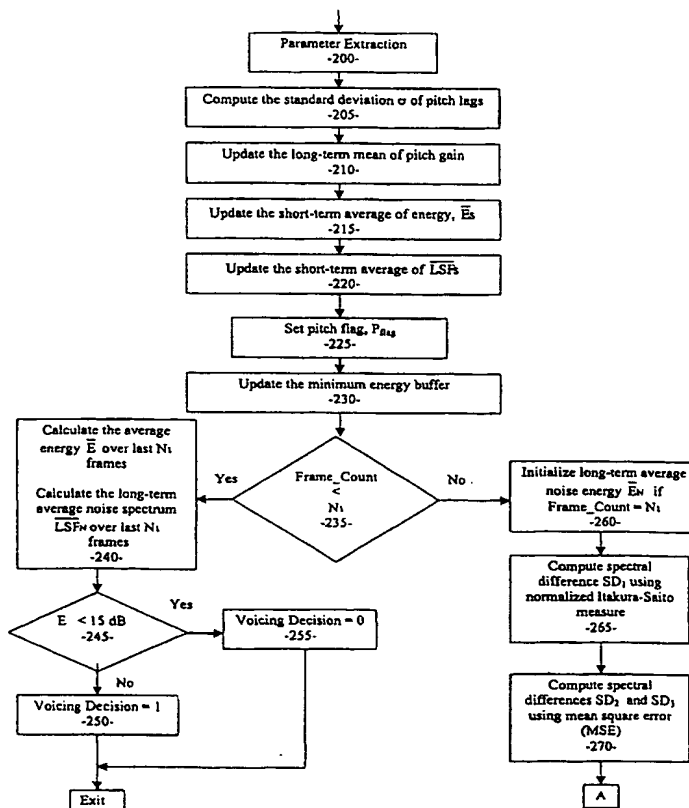 Parameter Extraction
-200-
Compute the standard deviation σ of pitch lags
-205-
Update the long-term mean of pitch gain
-210-
Update the short-term average of energy, E̅s
-215-
Update the short-term average of L̅S̅F̅s
-220-
Set pitch flag, Pflag
-225-
Update the minimum energy buffer
-230-
Calculate the average
energy E̅ over last N₁
frames
Calculate the long-term
average noise spectrum
L̅S̅F̅ɴ over last N₁
frames
-240-
Yes
Frame_Count
<
N₁
-235-
No
Initialize long-term average
noise energy E̅ɴ if
Frame_Count = N₁
-260-
Compute spectral
difference SD₁ using
normalized Itakura-Saito
measure
-265-
E < 15 dB
-245-
Yes
Voicing Decision = 0
-255-
No
Voicing Decision = 1
-250-
Compute spectral
differences SD₂ and SD₃
using mean square error
(MSE)
-270-
Exit
A